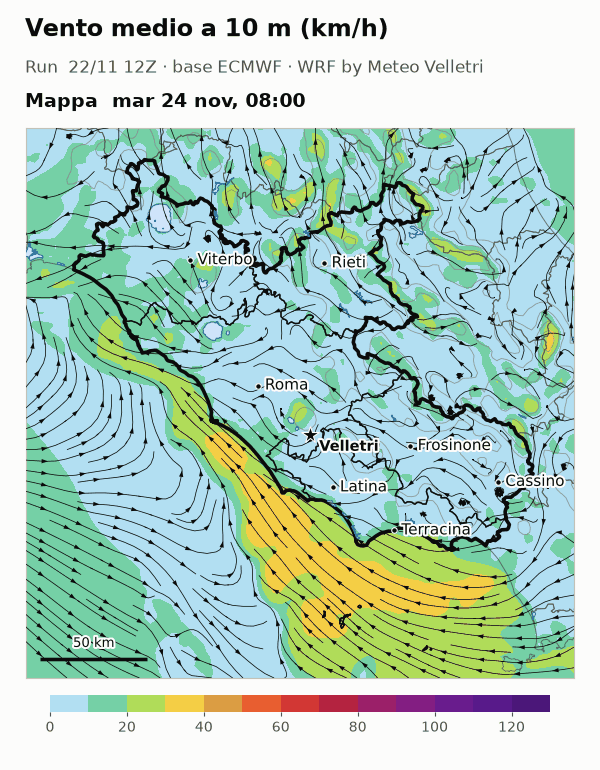 Vento medio a 10 m (km/h)
Run  22/11 12Z · base ECMWF · WRF by Meteo Velletri
Mappa  mar 24 nov, 08:00
Viterbo
Rieti
Roma
Velletri
Frosinone
Cassino
Latina
Terracina
50 km
0 20 40 60 80 100 120